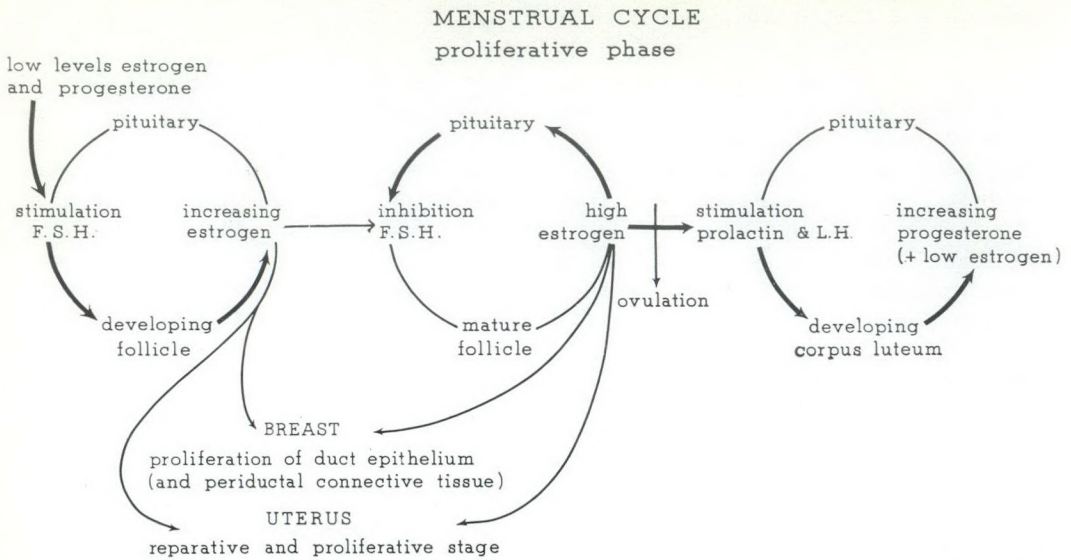 MENSTRUAL CYCLE
proliferative phase
low levels estrogen
and progesterone
pituitary
stimulation
F.S.H.
increasing
estrogen
developing
follicle
pituitary
inhibition
F.S.H.
high
estrogen
mature
follicle
ovulation
pituitary
stimulation
prolactin & L.H.
increasing
progesterone
(+ low estrogen)
developing
corpus luteum
BREAST
proliferation of duct epithelium
(and periductal connective tissue)
UTERUS
reparative and proliferative stage